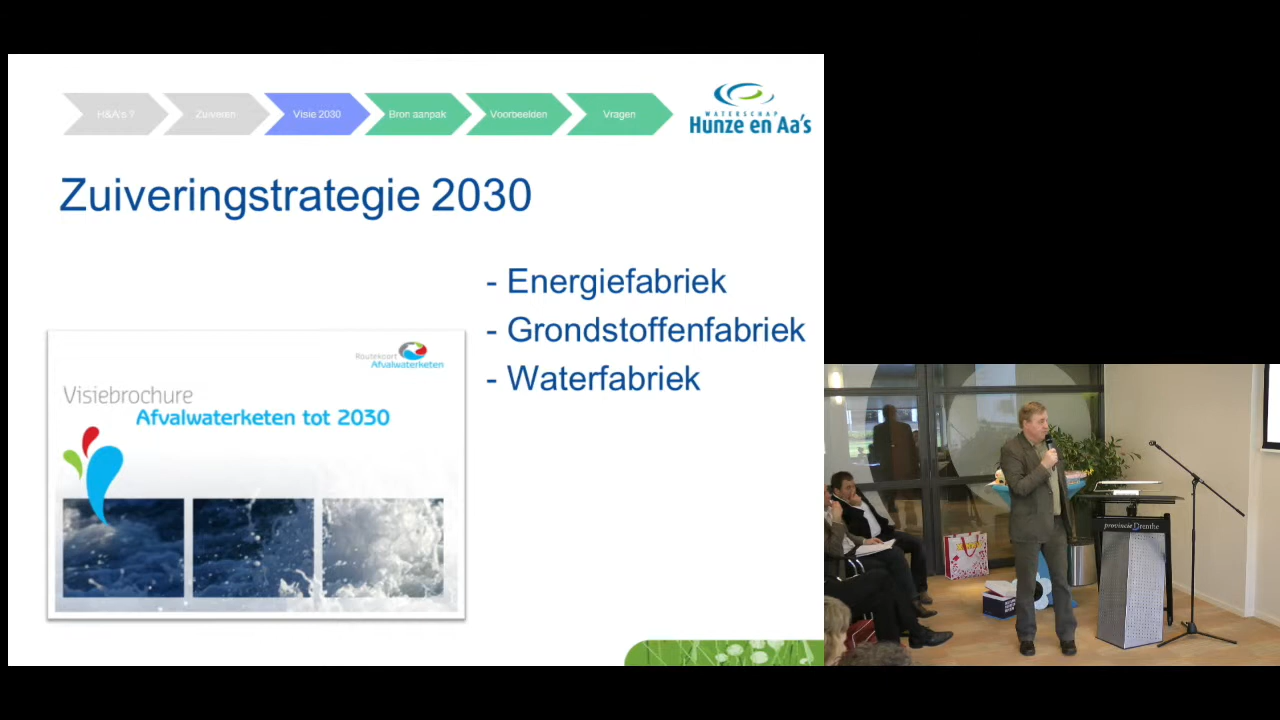 H&A's ?
Zuiveren
Visie 2030
Bron aanpak
Voorbeelden
Vragen
WATERSCHAP
Hunze en Aa's
Zuiveringstrategie 2030
- Energiefabriek
- Grondstoffenfabriek
- Waterfabriek
Routekaart
Afvalwaterketen
Visiebrochure
Afvalwaterketen tot 2030
provincie Drenthe